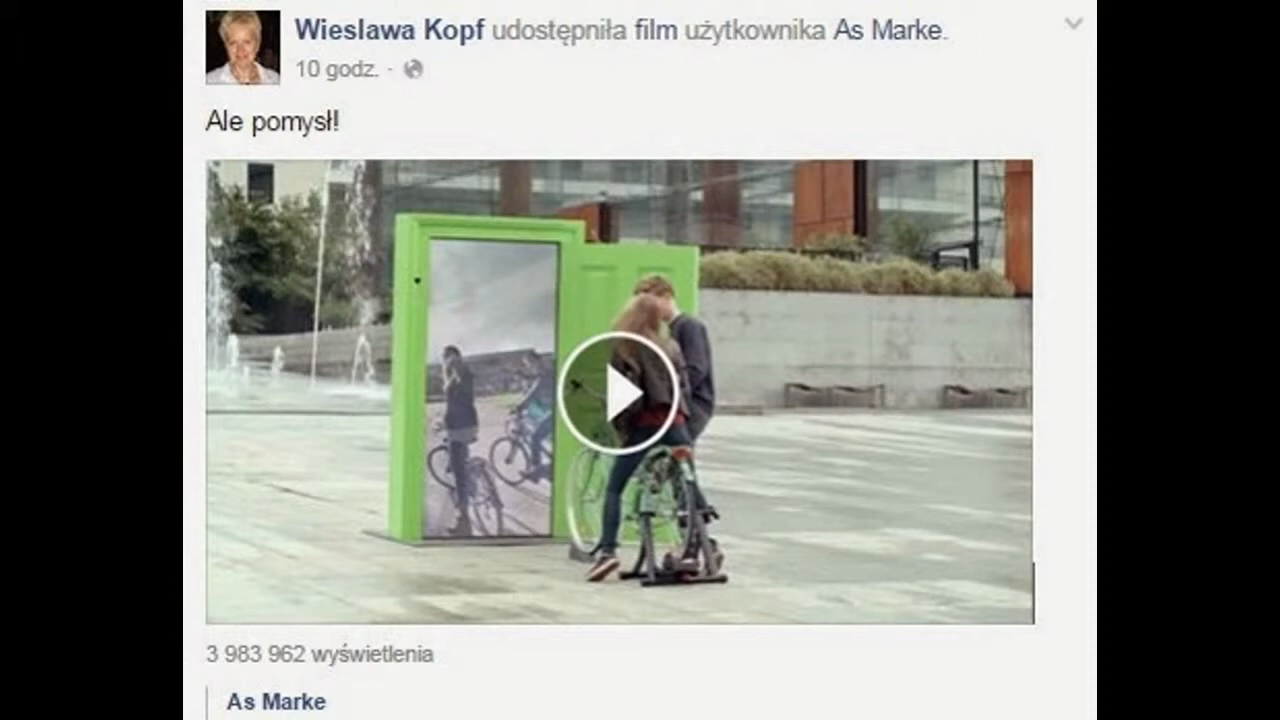 Wieslawa Kopf udostępniła film użytkownika As Marke.
10 godz. ·
Ale pomysł!
3 983 962 wyświetlenia
As Marke